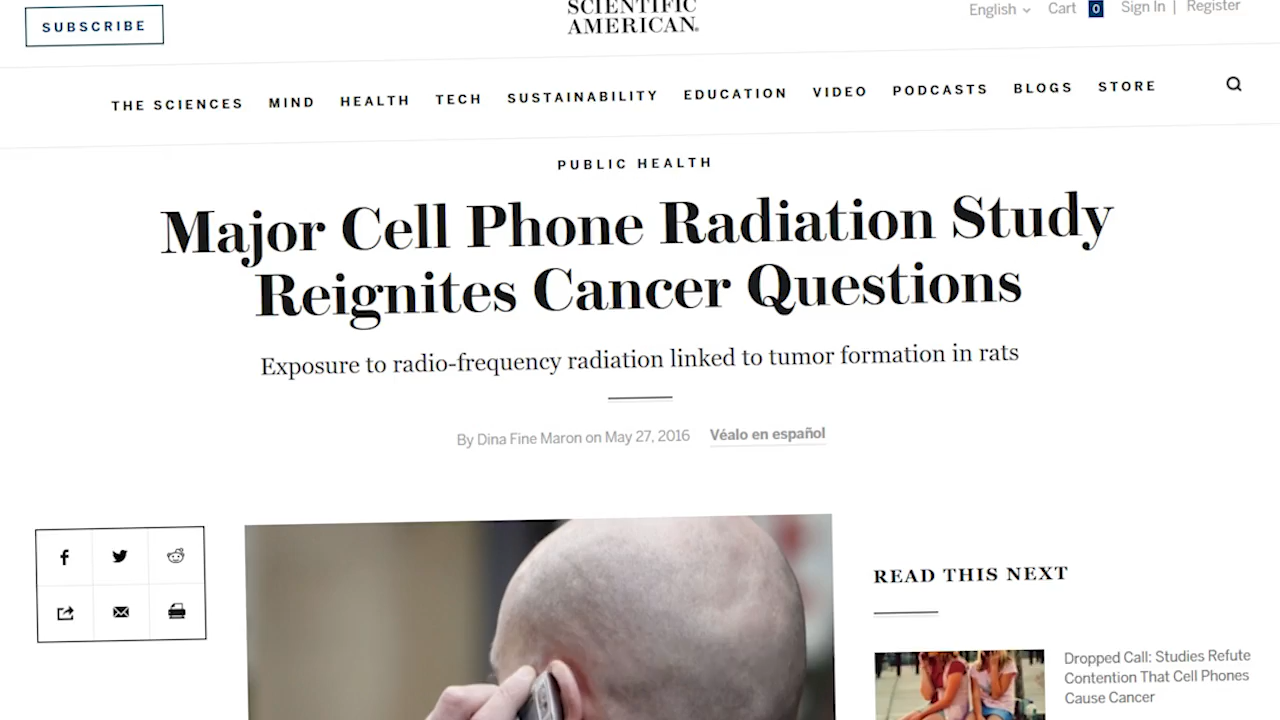 SUBSCRIBE
SCIENTIFIC
AMERICAN®
English Cart 0 Sign In | Register
THE SCIENCES MIND HEALTH TECH SUSTAINABILITY EDUCATION VIDEO PODCASTS BLOGS STORE
PUBLIC HEALTH
Major Cell Phone Radiation Study
Reignites Cancer Questions
Exposure to radio-frequency radiation linked to tumor formation in rats
By Dina Fine Maron on May 27, 2016 Véalo en español
READ THIS NEXT
Dropped Call: Studies Refute
Contention That Cell Phones
Cause Cancer